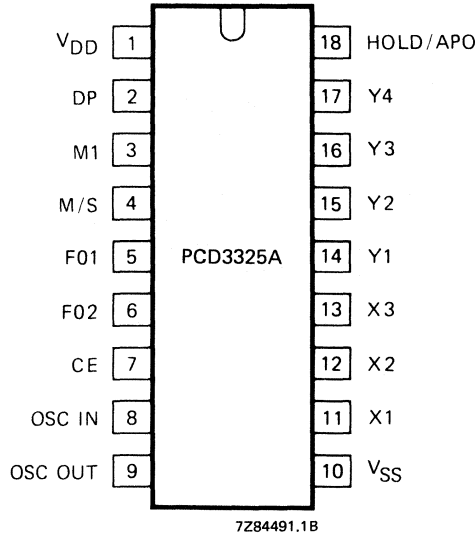 VDD 1 18 HOLD/APO
DP 2 17 Y4
M1 3 16 Y3
M/S 4 15 Y2
F01 5 PCD3325A 14 Y1
F02 6 13 X3
CE 7 12 X2
OSC IN 8 11 X1
OSC OUT 9 10 VSS
7Z84491.1B